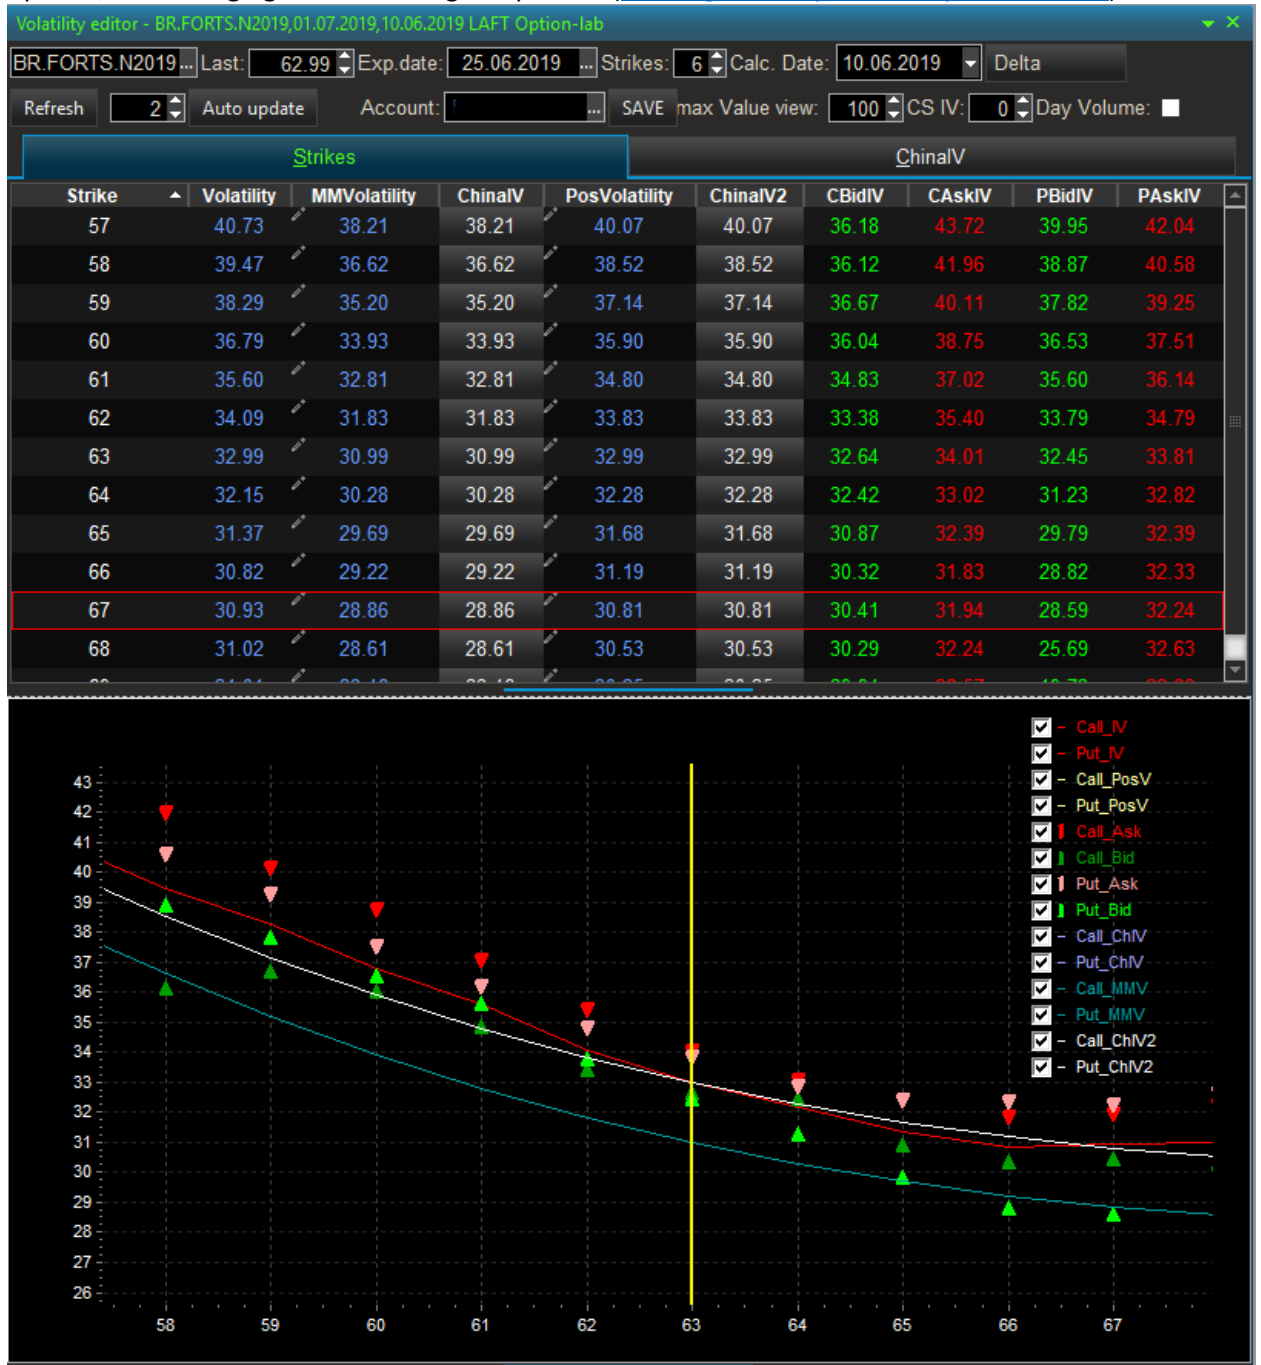 Volatility editor - BR.FORTS.N2019,01.07.2019,10.06.2019 LAFT Option-lab
BR.FORTS.N2019 ... Last: 62.99 Exp.date: 25.06.2019 ... Strikes: 6 Calc. Date: 10.06.2019 Delta
Refresh 2 Auto update Account: ... SAVE max Value view: 100 CS IV: 0 Day Volume:
Strikes ChinaIV
Strike Volatility MMVolatility ChinaIV PosVolatility ChinaIV2 CBidIV CAskIV PBidIV PAskIV
57 40.73 38.21 38.21 40.07 40.07 36.18 43.72 39.95 42.04
58 39.47 36.62 36.62 38.52 38.52 36.12 41.96 38.87 40.58
59 38.29 35.20 35.20 37.14 37.14 36.67 40.11 37.82 39.25
60 36.79 33.93 33.93 35.90 35.90 36.04 38.75 36.53 37.51
61 35.60 32.81 32.81 34.80 34.80 34.83 37.02 35.60 36.14
62 34.09 31.83 31.83 33.83 33.83 33.38 35.40 33.79 34.79
63 32.99 30.99 30.99 32.99 32.99 32.64 34.01 32.45 33.81
64 32.15 30.28 30.28 32.28 32.28 32.42 33.02 31.23 32.82
65 31.37 29.69 29.69 31.68 31.68 30.87 32.39 29.79 32.39
66 30.82 29.22 29.22 31.19 31.19 30.32 31.83 28.82 32.33
67 30.93 28.86 28.86 30.81 30.81 30.41 31.94 28.59 32.24
68 31.02 28.61 28.61 30.53 30.53 30.29 32.24 25.69 32.63
Call_IV
Put_IV
Call_PosV
Put_PosV
Call_Ask
Call_Bid
Put_Ask
Put_Bid
Call_ChIV
Put_ChIV
Call_MMV
Put_MMV
Call_ChIV2
Put_ChIV2
43
42
41
40
39
38
37
36
35
34
33
32
31
30
29
28
27
26
58 59 60 61 62 63 64 65 66 67